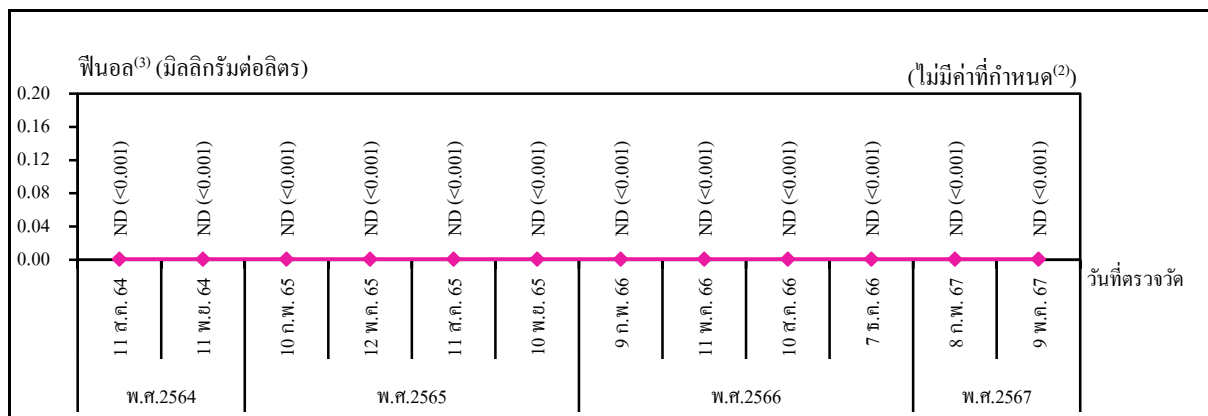 ฟีนอล(3) (มิลลิกรัมต่อลิตร)
(ไม่มีค่าที่กำหนด(2))
0.20
0.16
0.12
0.08
0.04
0.00
ND (<0.001)
ND (<0.001)
ND (<0.001)
ND (<0.001)
ND (<0.001)
ND (<0.001)
ND (<0.001)
ND (<0.001)
ND (<0.001)
ND (<0.001)
ND (<0.001)
ND (<0.001)
วันที่ตรวจวัด
11 ส.ค. 64
11 พ.ย. 64
10 ก.พ. 65
12 พ.ค. 65
11 ส.ค. 65
10 พ.ย. 65
9 ก.พ. 66
11 พ.ค. 66
10 ส.ค. 66
7 ธ.ค. 66
8 ก.พ. 67
9 พ.ค. 67
พ.ศ.2564
พ.ศ.2565
พ.ศ.2566
พ.ศ.2567